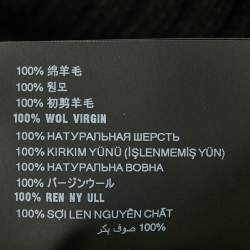 100% 绵羊毛
100% 원모
100% 初剪羊毛
100% WOL VIRGIN
100% НАТУРАЛЬНАЯ ШЕРСТЬ
100% KIRKIM YÜNÜ (İŞLENMEMİŞ YÜN)
100% НАТУРАЛЬНА ВОВНА
100% バージンウール
100% REN NY ULL
100% SỢI LEN NGUYÊN CHẤT
100% صوف بكر